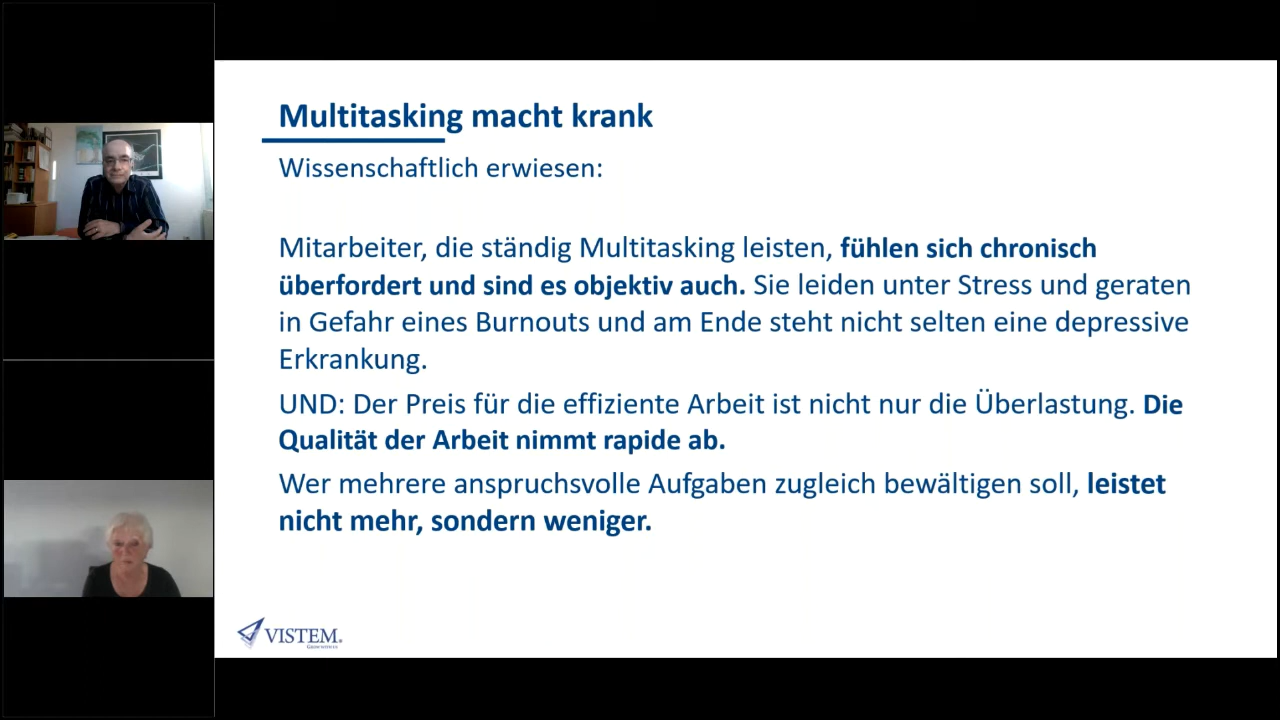 Multitasking macht krank
Wissenschaftlich erwiesen:
Mitarbeiter, die ständig Multitasking leisten, fühlen sich chronisch
überfordert und sind es objektiv auch. Sie leiden unter Stress und geraten
in Gefahr eines Burnouts und am Ende steht nicht selten eine depressive
Erkrankung.
UND: Der Preis für die effiziente Arbeit ist nicht nur die Überlastung. Die
Qualität der Arbeit nimmt rapide ab.
Wer mehrere anspruchsvolle Aufgaben zugleich bewältigen soll, leistet
nicht mehr, sondern weniger.
VISTEM®